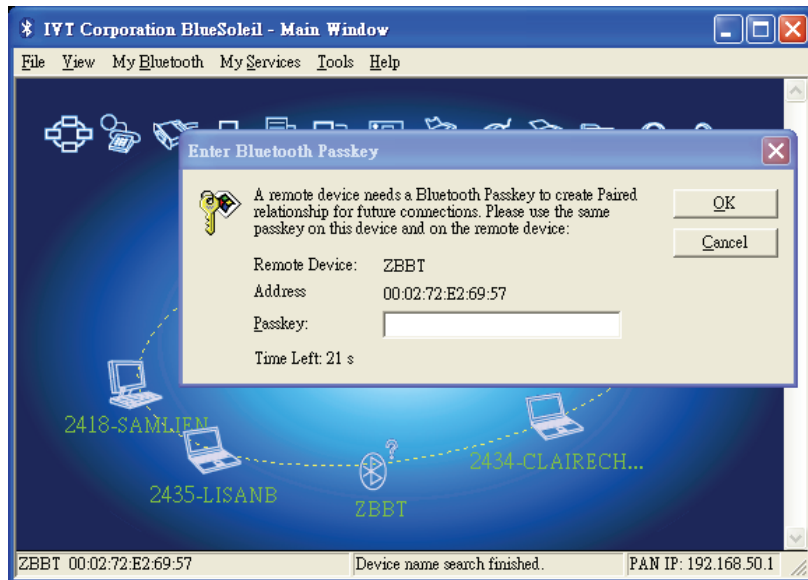 IVT Corporation BlueSoleil - Main Window
File View My Bluetooth My Services Tools Help
Enter Bluetooth Passkey
A remote device needs a Bluetooth Passkey to create Paired
relationship for future connections. Please use the same
passkey on this device and on the remote device:
OK
Cancel
Remote Device: ZBBT
Address 00:02:72:E2:69:57
Passkey:
Time Left: 21 s
2418-SAMLIEN
2434-CLAIRECH...
2435-LISANB
ZBBT
ZBBT 00:02:72:E2:69:57 Device name search finished. PAN IP: 192.168.50.1